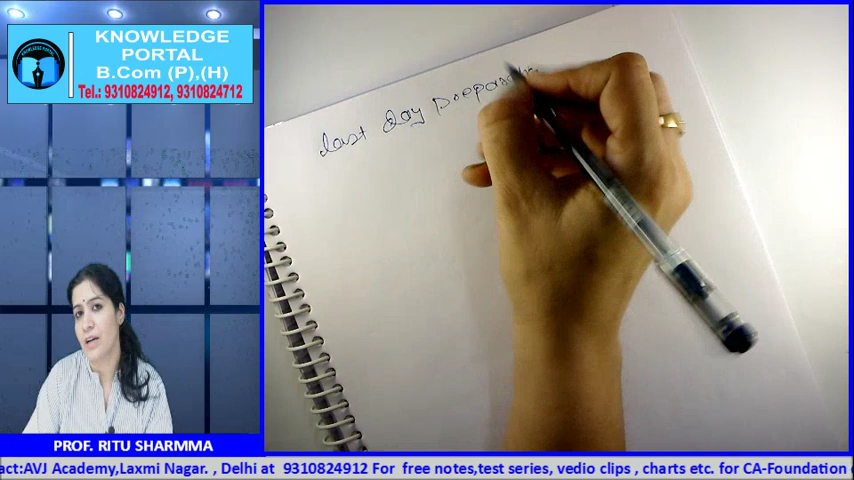 KNOWLEDGE
PORTAL
B.Com (P),(H)
Tel.: 9310824912, 9310824712
last day
PROF. RITU SHARMMA
act:AVJ Academy,Laxmi Nagar. , Delhi at 9310824912 For free notes,test series, vedio clips , charts etc. for CA-Foundation